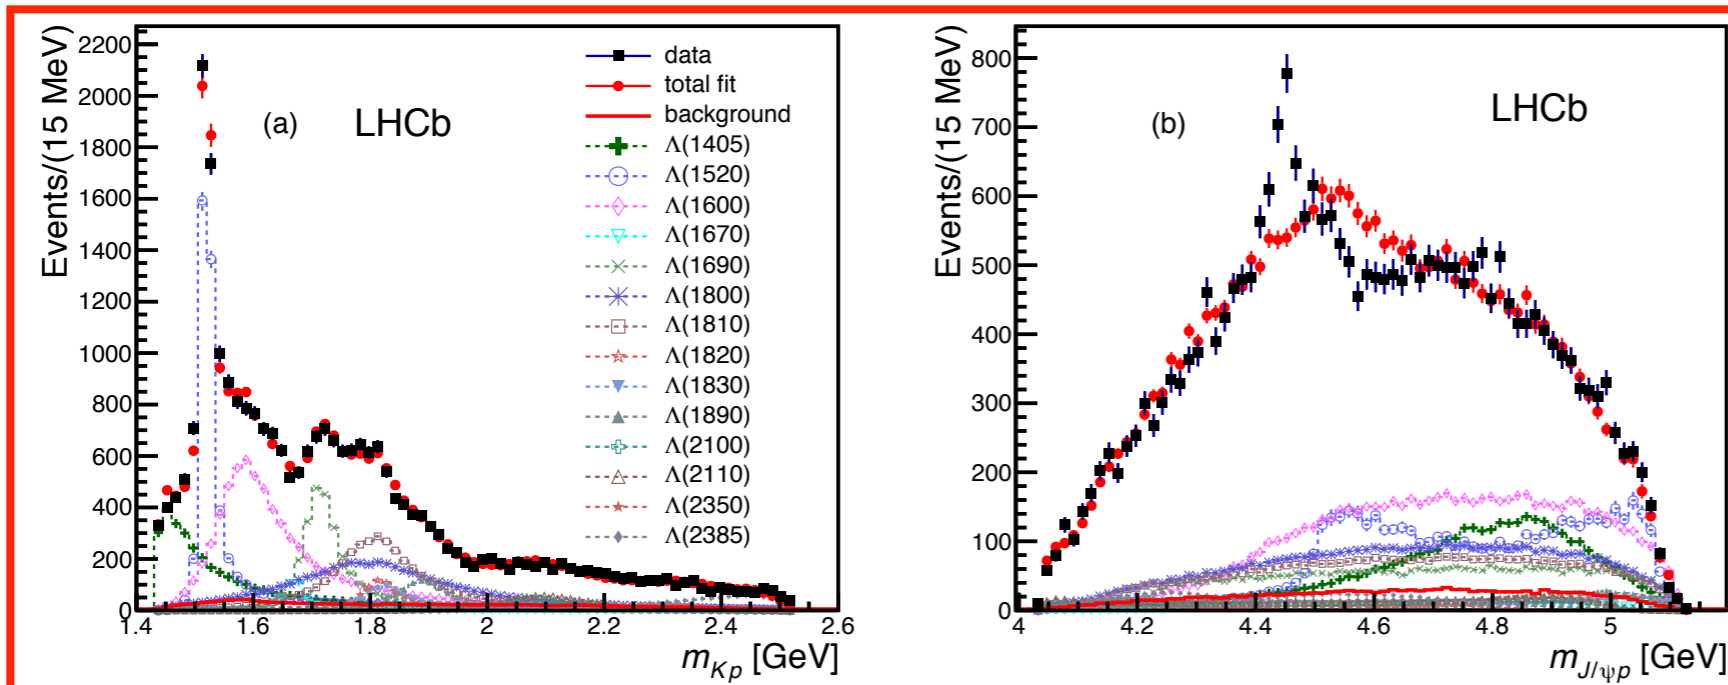 Events/(15 MeV)
2200
2000
1800
1600
1400
1200
1000
800
600
400
200
0
1.4
1.6
1.8
2
2.2
2.4
2.6
m_{Kp} [GeV]
(a)
LHCb
data
total fit
background
Λ(1405)
Λ(1520)
Λ(1600)
Λ(1670)
Λ(1690)
Λ(1800)
Λ(1810)
Λ(1820)
Λ(1830)
Λ(1890)
Λ(2100)
Λ(2110)
Λ(2350)
Λ(2385)
Events/(15 MeV)
800
700
600
500
400
300
200
100
0
4
4.2
4.4
4.6
4.8
5
m_{J/ψp} [GeV]
(b)
LHCb